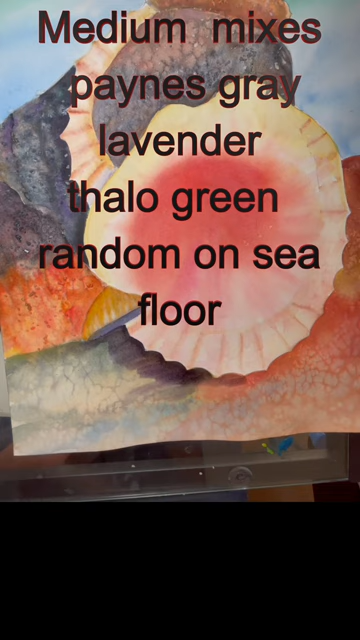 Medium mixes
paynes gray
lavender
thalo green
random on sea
floor